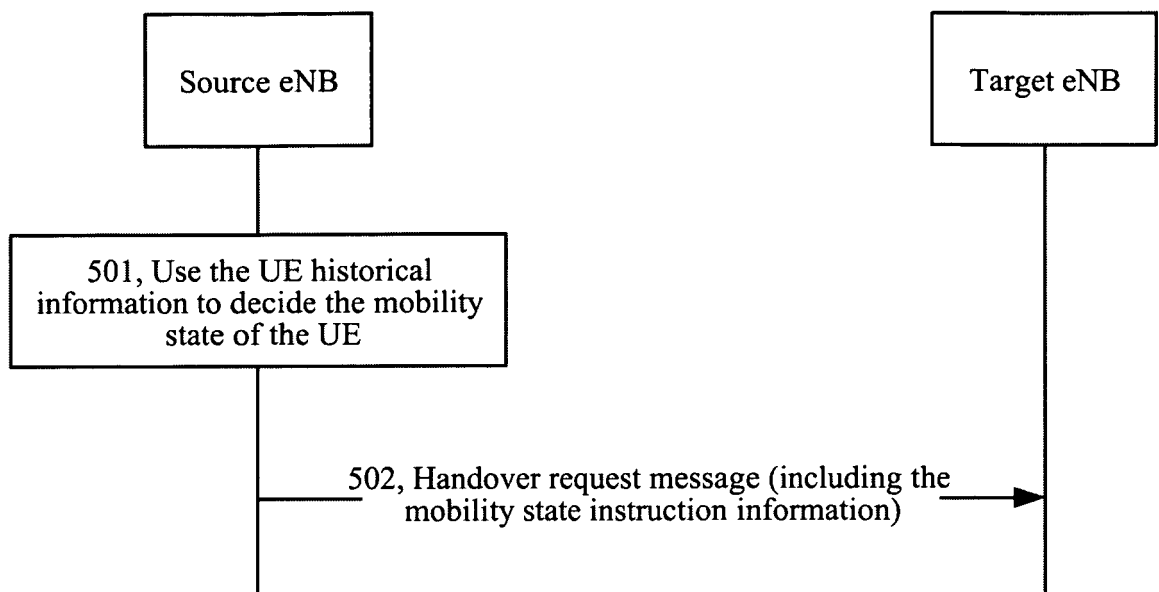 Source eNB
Target eNB
501, Use the UE historical
information to decide the mobility
state of the UE
502, Handover request message (including the
mobility state instruction information)